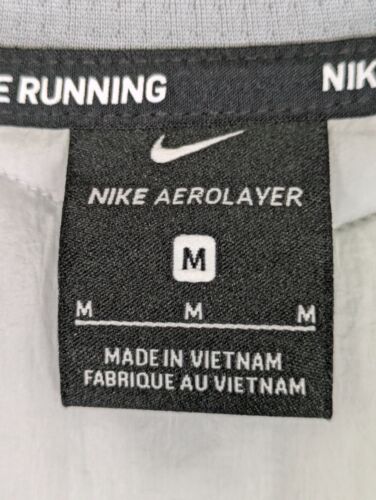 E RUNNING NIK
NIKE AEROLAYER
M
M M M
MADE IN VIETNAM
FABRIQUE AU VIETNAM